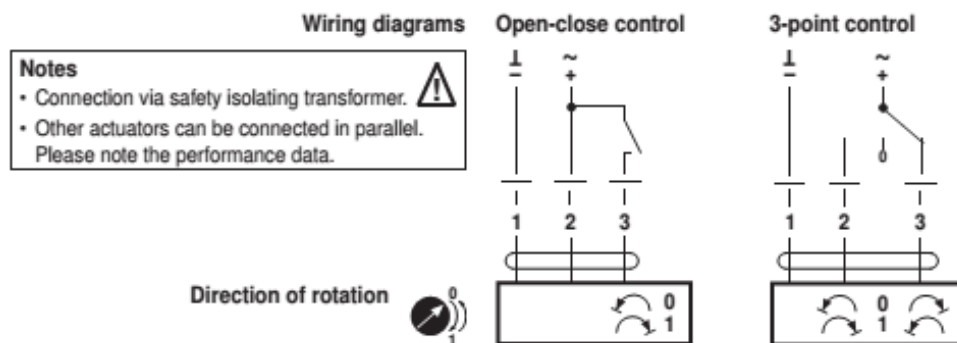 Wiring diagrams
Open-close control
3-point control
Notes
• Connection via safety isolating transformer.
• Other actuators can be connected in parallel.
Please note the performance data.
⊥ ~
– +
⊥ ~
– +
0
1 2 3
1 2 3
Direction of rotation
0
1
0
1
0
1